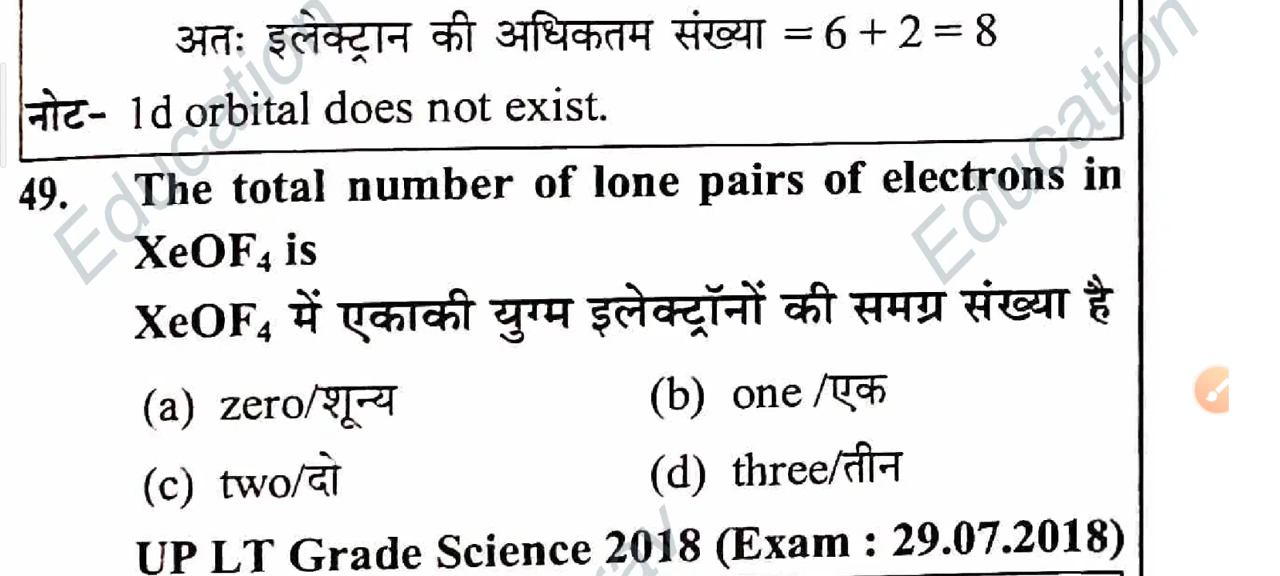 अतः इलेक्ट्रान की अधिकतम संख्या = 6 + 2 = 8
नोट- 1d orbital does not exist.
49. The total number of lone pairs of electrons in
XeOF₄ is
XeOF₄ में एकाकी युग्म इलेक्ट्रॉनों की समग्र संख्या है
(a) zero/शून्य (b) one /एक
(c) two/दो (d) three/तीन
UP LT Grade Science 2018 (Exam : 29.07.2018)
Education
Education